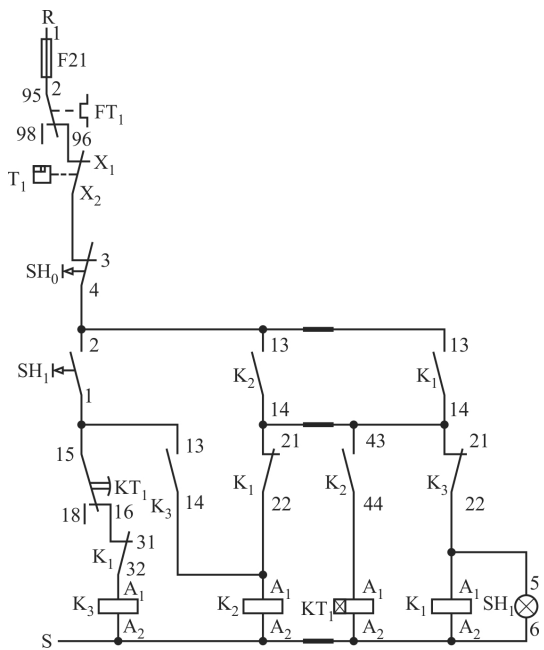 R
1
F21
2
95
FT₁
98 96
X₁
T₁
X₂
3
SH₀
4
2 13 13
SH₁ K₂ K₁
1 14 14
15 13 21 43 21
KT₁ K₁ K₂ K₃
18 16 K₃ 14 22 44 22
31
K₁
32
5
A₁ A₁ A₁ A₁
K₃ K₂ KT₁ K₁ SH₁
A₂ A₂ A₂ A₂ 6
S